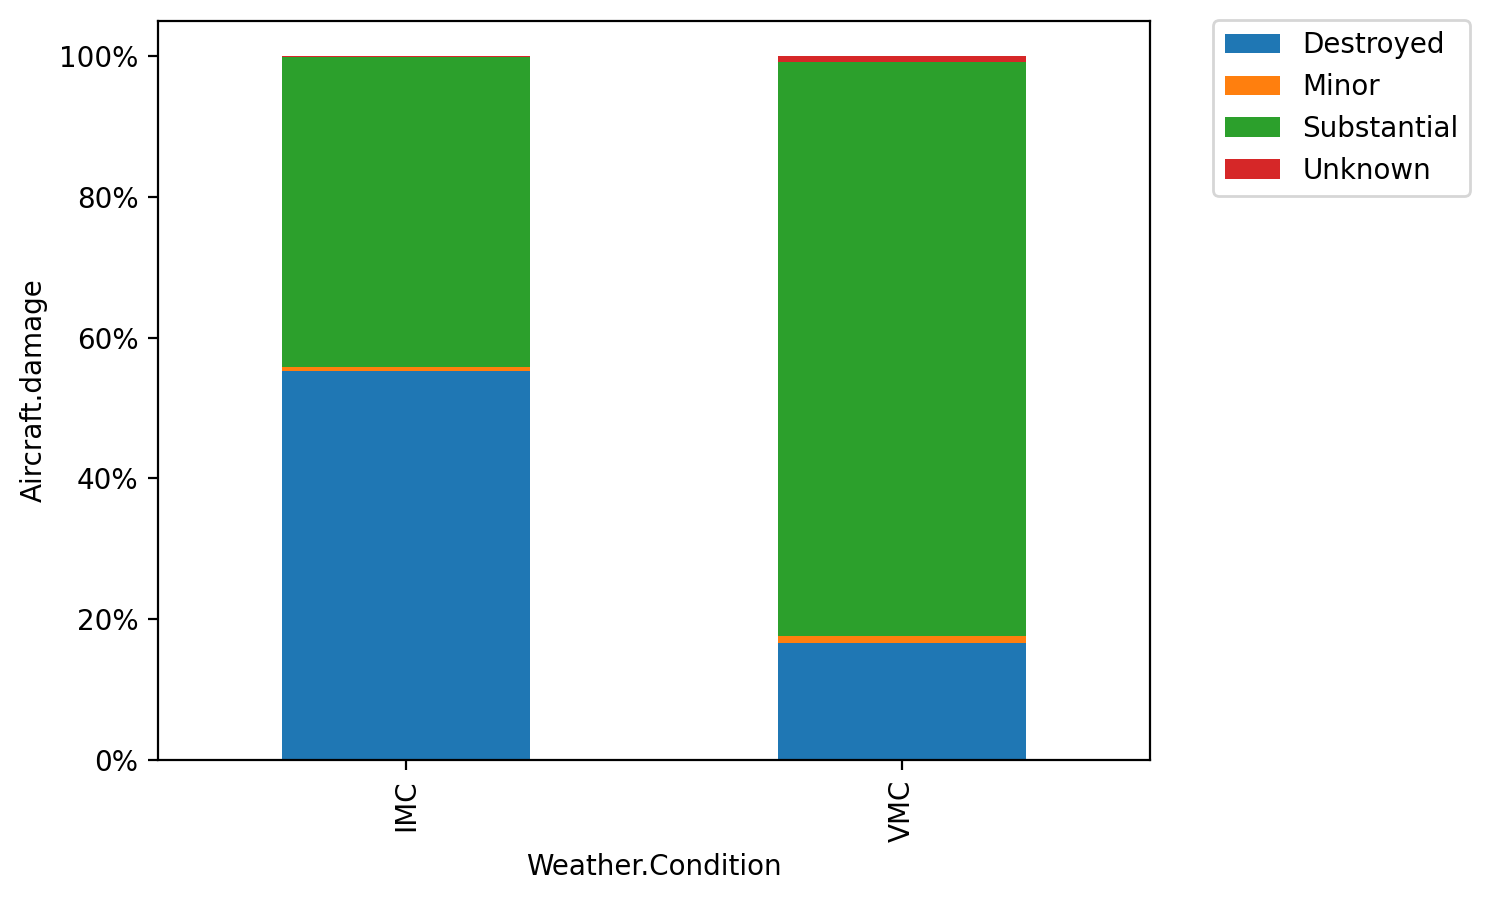 100%
80%
60%
40%
20%
0%
Aircraft.damage
IMC
VMC
Weather.Condition
Destroyed
Minor
Substantial
Unknown